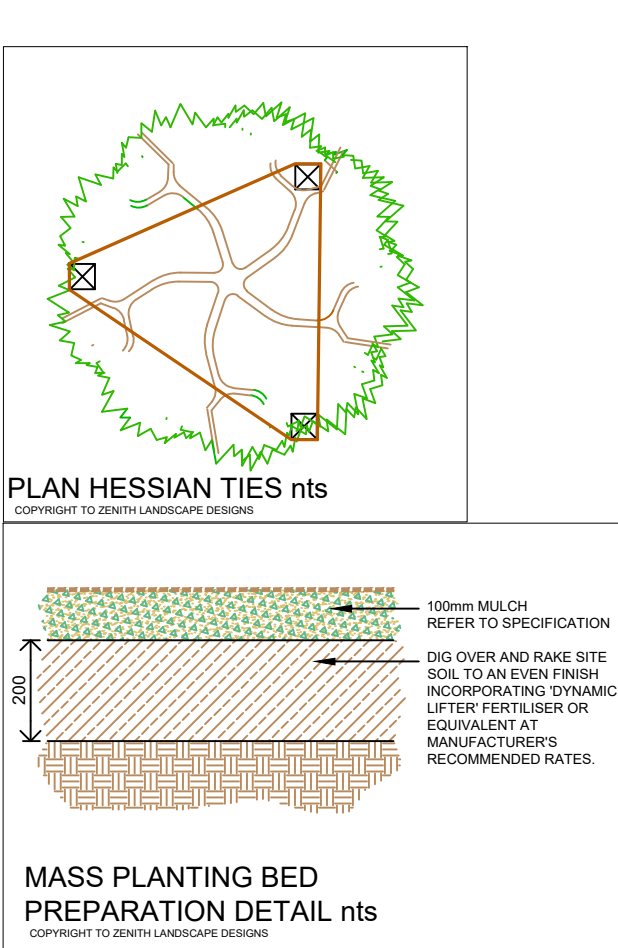 PLAN HESSIAN TIES nts
COPYRIGHT TO ZENITH LANDSCAPE DESIGNS
100mm MULCH
REFER TO SPECIFICATION
DIG OVER AND RAKE SITE
SOIL TO AN EVEN FINISH
INCORPORATING 'DYNAMIC
LIFTER' FERTILISER OR
EQUIVALENT AT
MANUFACTURER'S
RECOMMENDED RATES.
200
MASS PLANTING BED
PREPARATION DETAIL nts
COPYRIGHT TO ZENITH LANDSCAPE DESIGNS